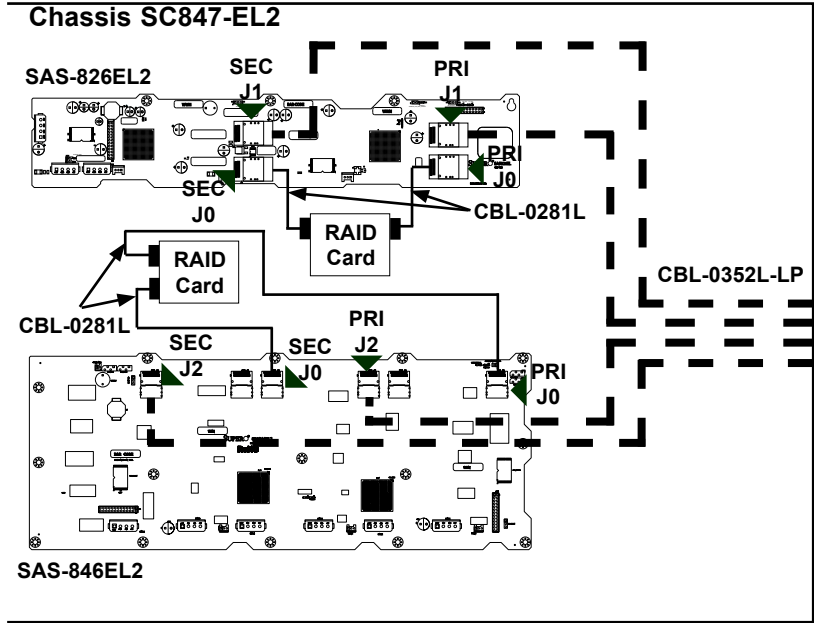 Chassis SC847-EL2
SAS-826EL2
SEC
J1
PRI
J1
PRI
J0
SEC
J0
CBL-0281L
RAID
Card
RAID
Card
CBL-0352L-LP
CBL-0281L
SEC
J2
SEC
J0
PRI
J2
PRI
J0
SAS-846EL2